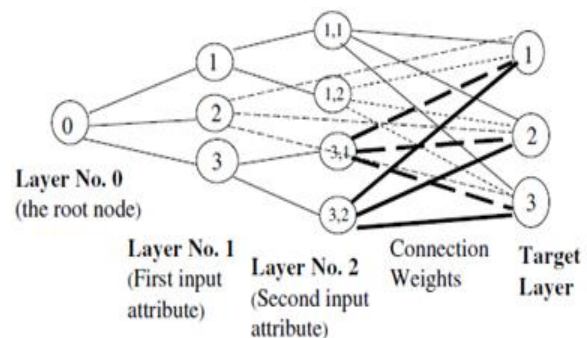 1,1
1
1
1,2
2
0
2
3,1
3
3
3,2
Layer No. 0
(the root node)
Layer No. 1
(First input
attribute)
Layer No. 2
(Second input
attribute)
Connection
Weights
Target
Layer